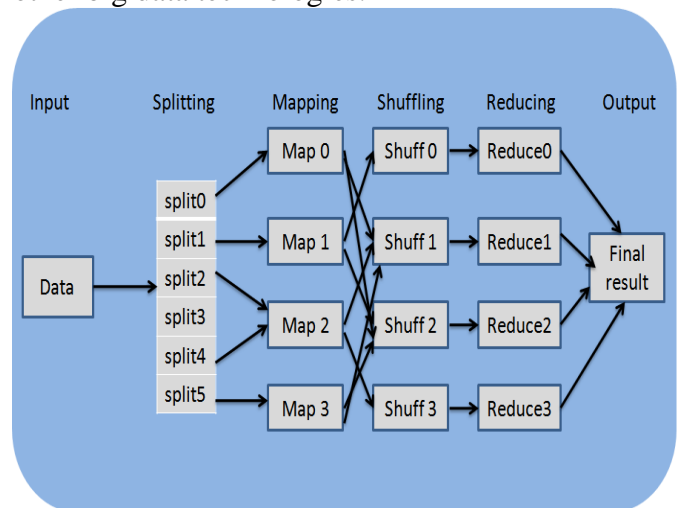 Input Splitting Mapping Shuffling Reducing Output
Map 0 Shuff 0 Reduce0
split0
split1 Map 1 Shuff 1 Reduce1
Data
split2
Final
result
split3 Map 2 Shuff 2 Reduce2
split4
split5 Map 3 Shuff 3 Reduce3